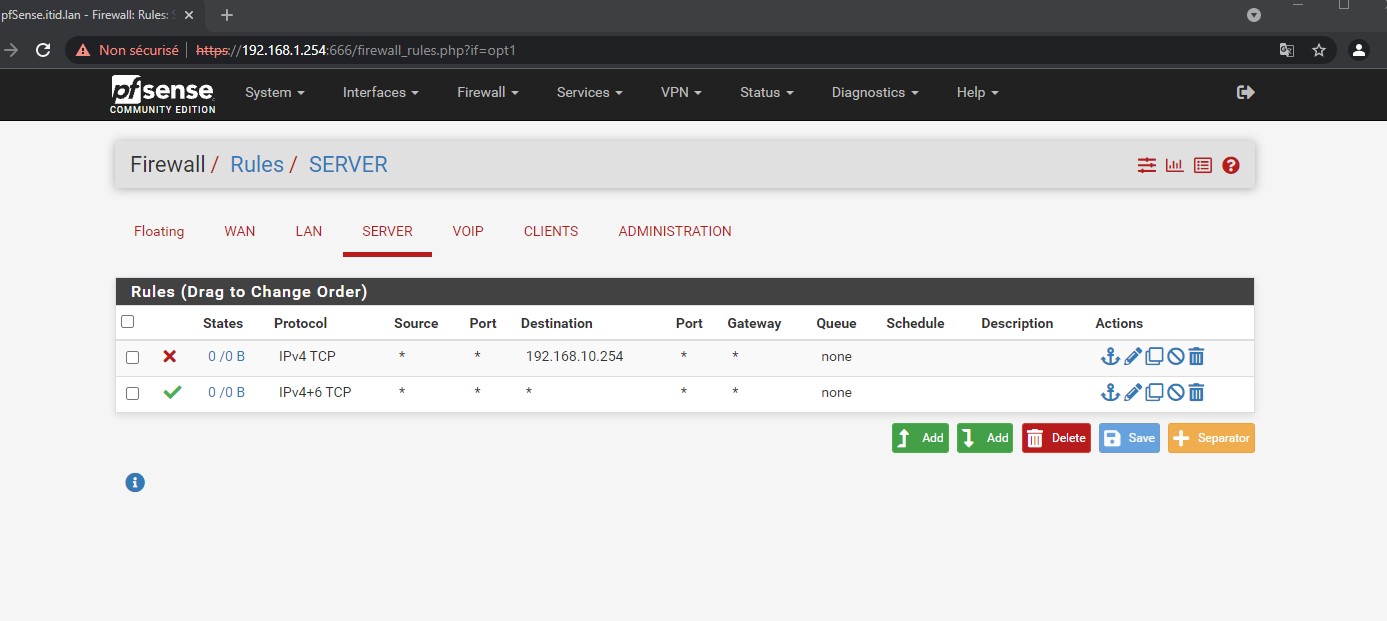 pfSense.itid.lan - Firewall: Rules: S
Non sécurisé | https://192.168.1.254:666/firewall_rules.php?if=opt1
pfsense
COMMUNITY EDITION
System Interfaces Firewall Services VPN Status Diagnostics Help
Firewall / Rules / SERVER
Floating WAN LAN SERVER VOIP CLIENTS ADMINISTRATION
Rules (Drag to Change Order)
States Protocol Source Port Destination Port Gateway Queue Schedule Description Actions
0 /0 B IPv4 TCP * * 192.168.10.254 * * none
0 /0 B IPv4+6 TCP * * * * * none
Add Add Delete Save Separator